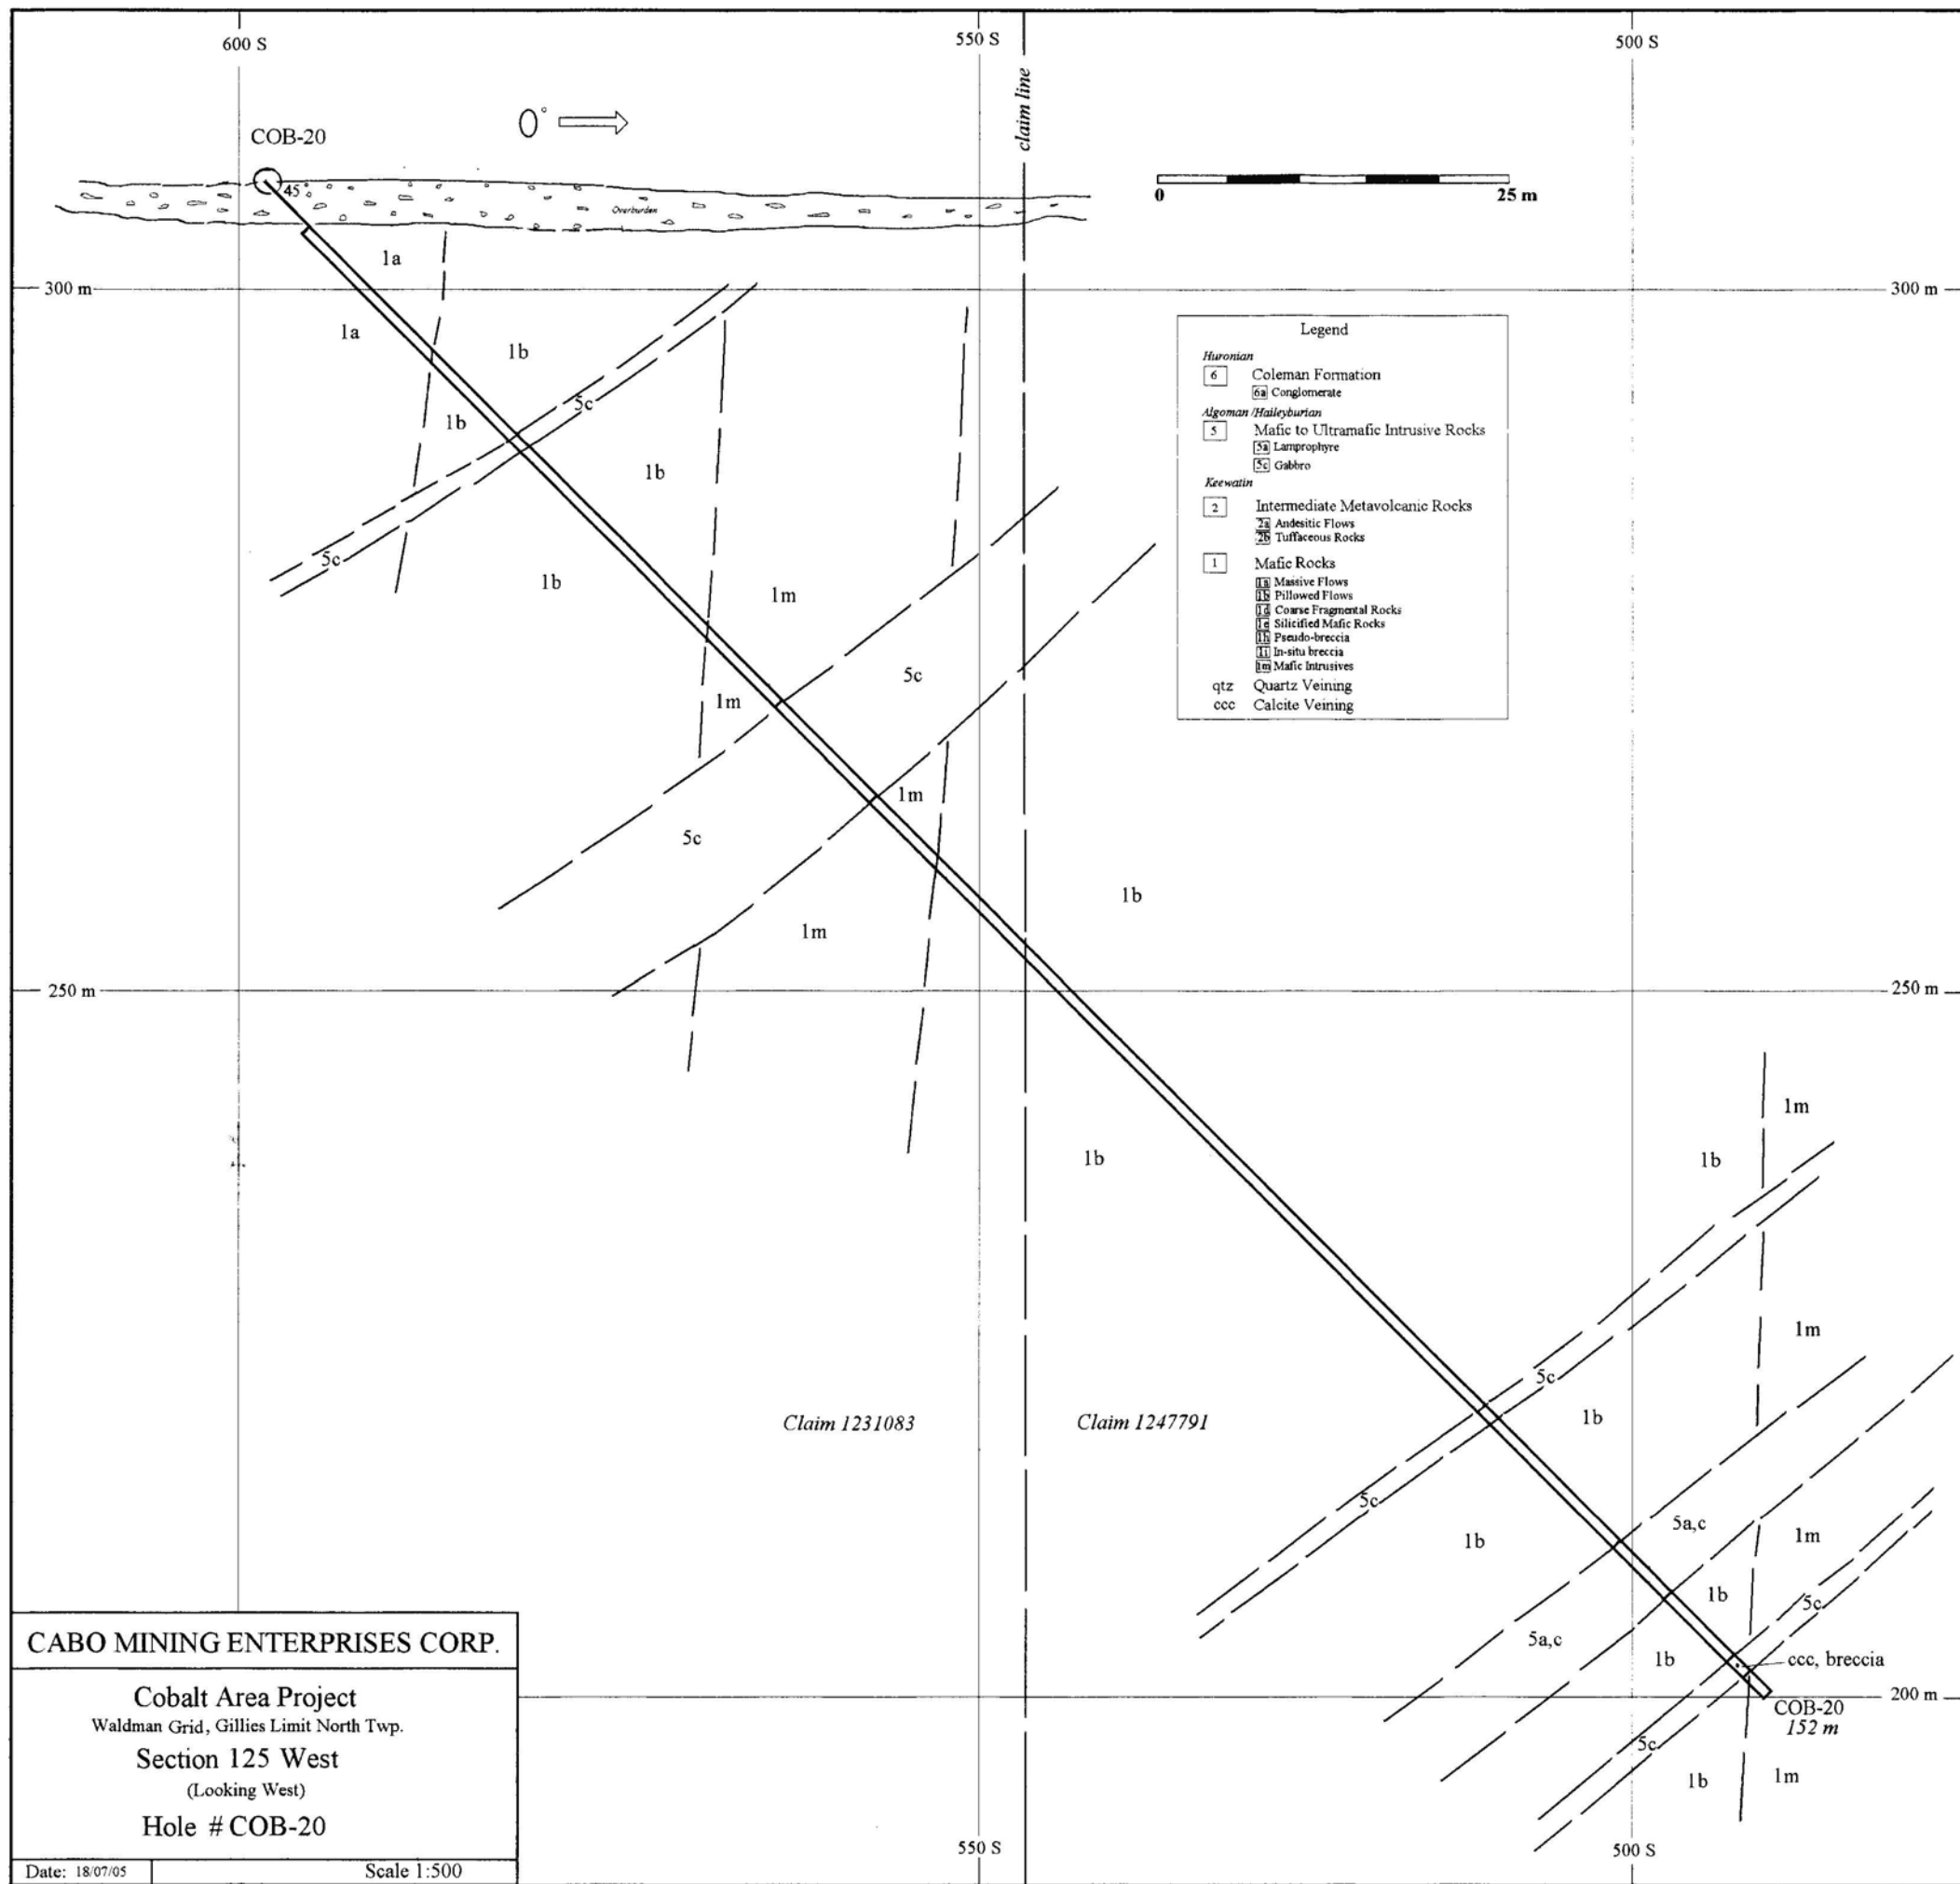 600 S
550 S
500 S
claim line
COB-20
0°
45°
Overburden
0
25 m
1a
300 m
300 m
1a
1b
5c
1b
1b
5c
1b
1m
5c
1m
1m
5c
1b
1m
250 m
250 m
Legend
Huronian
6 Coleman Formation
6a Conglomerate
Algoman /Haileyburian
5 Mafic to Ultramafic Intrusive Rocks
5a Lamprophyre
5c Gabbro
Keewatin
2 Intermediate Metavolcanic Rocks
2a Andesitic Flows
2b Tuffaceous Rocks
1 Mafic Rocks
1a Massive Flows
1b Pillowed Flows
1d Coarse Fragmental Rocks
1e Silicified Mafic Rocks
1h Pseudo-breccia
1i In-situ breccia
1m Mafic Intrusives
qtz Quartz Veining
ccc Calcite Veining
1m
1b
1b
1m
5c
1b
Claim 1231083
Claim 1247791
5c
5a,c
1m
1b
1b
5c
5a,c
1b
ccc, breccia
200 m
COB-20
152 m
5c
1b
1m
550 S
500 S
CABO MINING ENTERPRISES CORP.
Cobalt Area Project
Waldman Grid, Gillies Limit North Twp.
Section 125 West
(Looking West)
Hole # COB-20
Date: 18/07/05
Scale 1:500